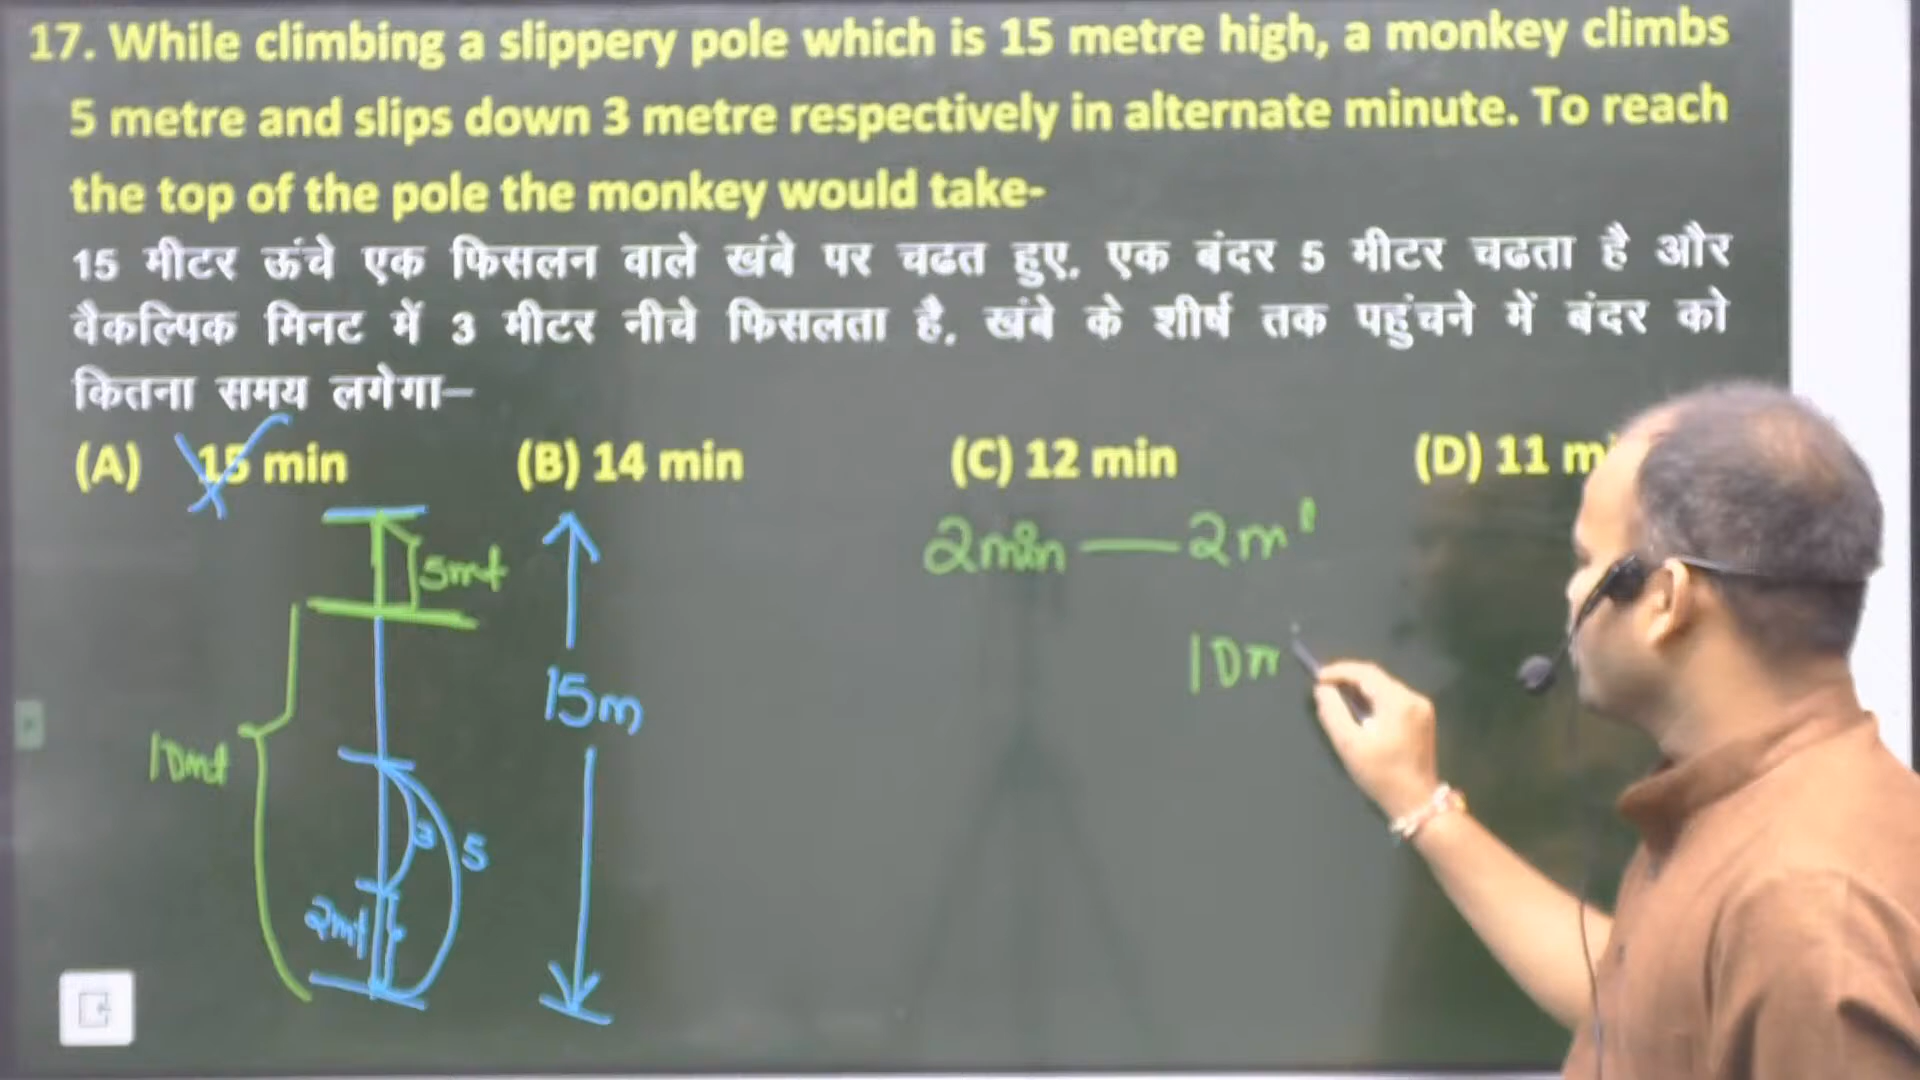 17. While climbing a slippery pole which is 15 metre high, a monkey climbs
5 metre and slips down 3 metre respectively in alternate minute. To reach
the top of the pole the monkey would take-
15 मीटर ऊंचे एक फिसलन वाले खंबे पर चढत हुए. एक बंदर 5 मीटर चढता है और
वैकल्पिक मिनट में 3 मीटर नीचे फिसलता है. खंबे के शीर्ष तक पहुंचने में बंदर को
कितना समय लगेगा–
(A) 15 min (B) 14 min (C) 12 min (D) 11
5mt
2min — 2m
15m
10m
10mt
3
5
2mt